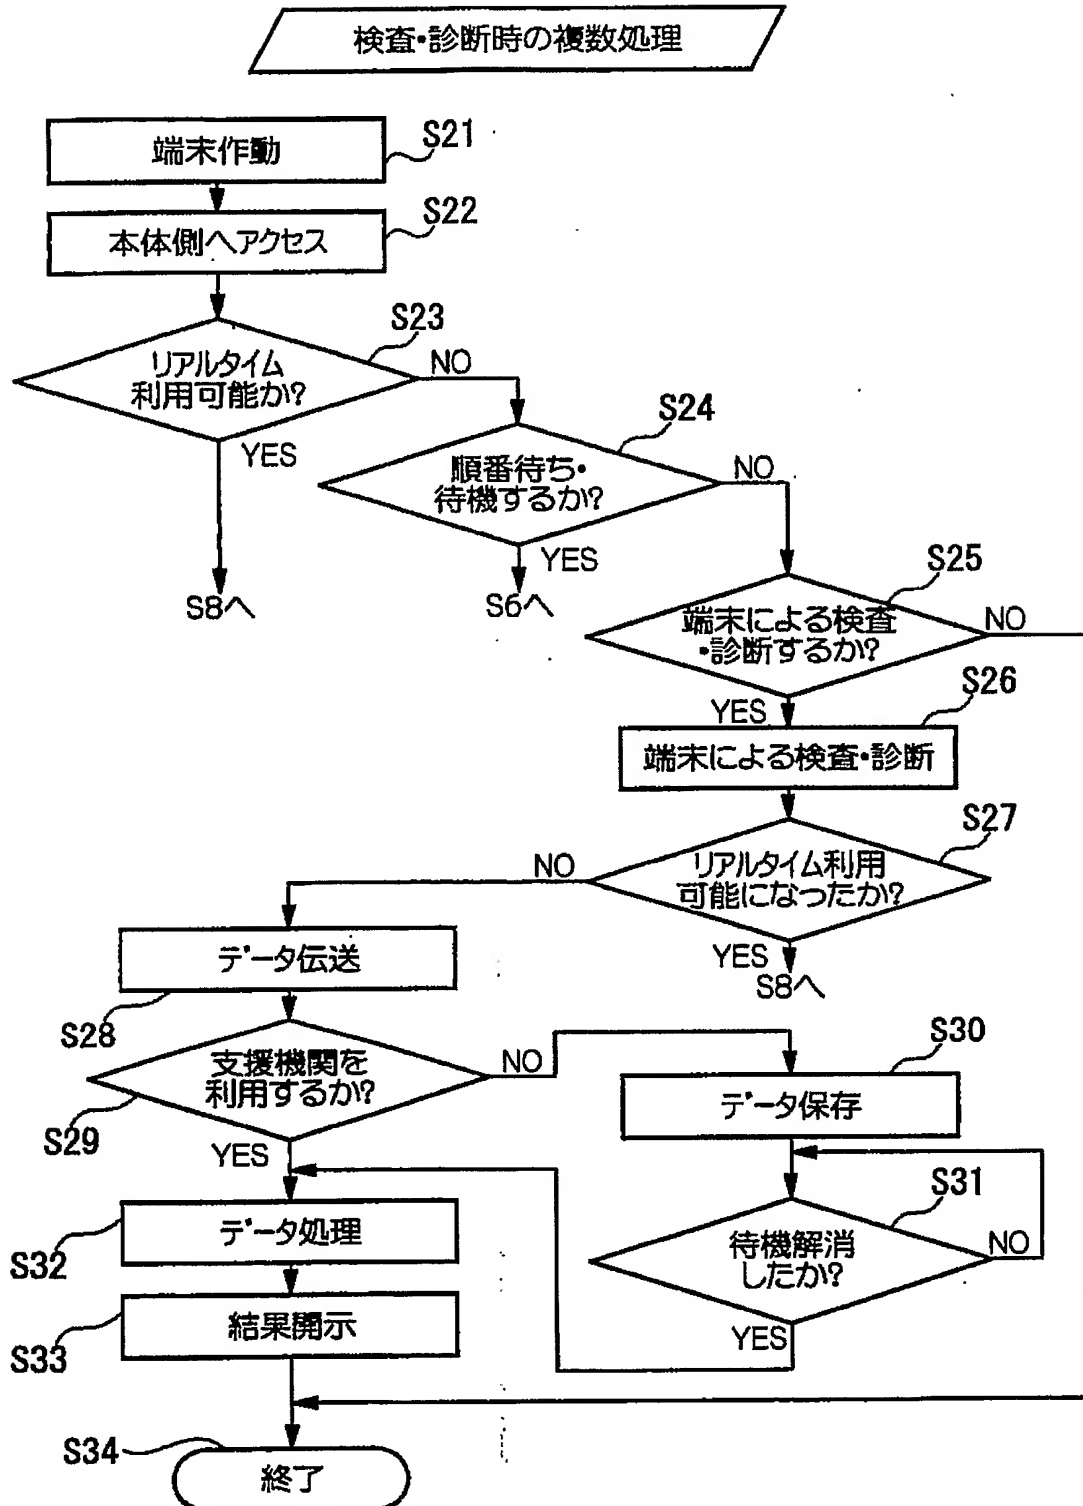 検査・診断時の複数処理
端末作動
S21
本体側へアクセス
S22
S23
リアルタイム
利用可能か?
NO
YES
S8へ
S24
順番待ち・
待機するか?
NO
YES
S6へ
S25
端末による検査
・診断するか?
NO
YES
S26
端末による検査・診断
S27
リアルタイム利用
可能になったか?
NO
YES
S8へ
データ伝送
S28
支援機関を
利用するか?
NO
S29
YES
S30
データ保存
S31
待機解消
したか?
NO
YES
データ処理
S32
結果開示
S33
S34
終了